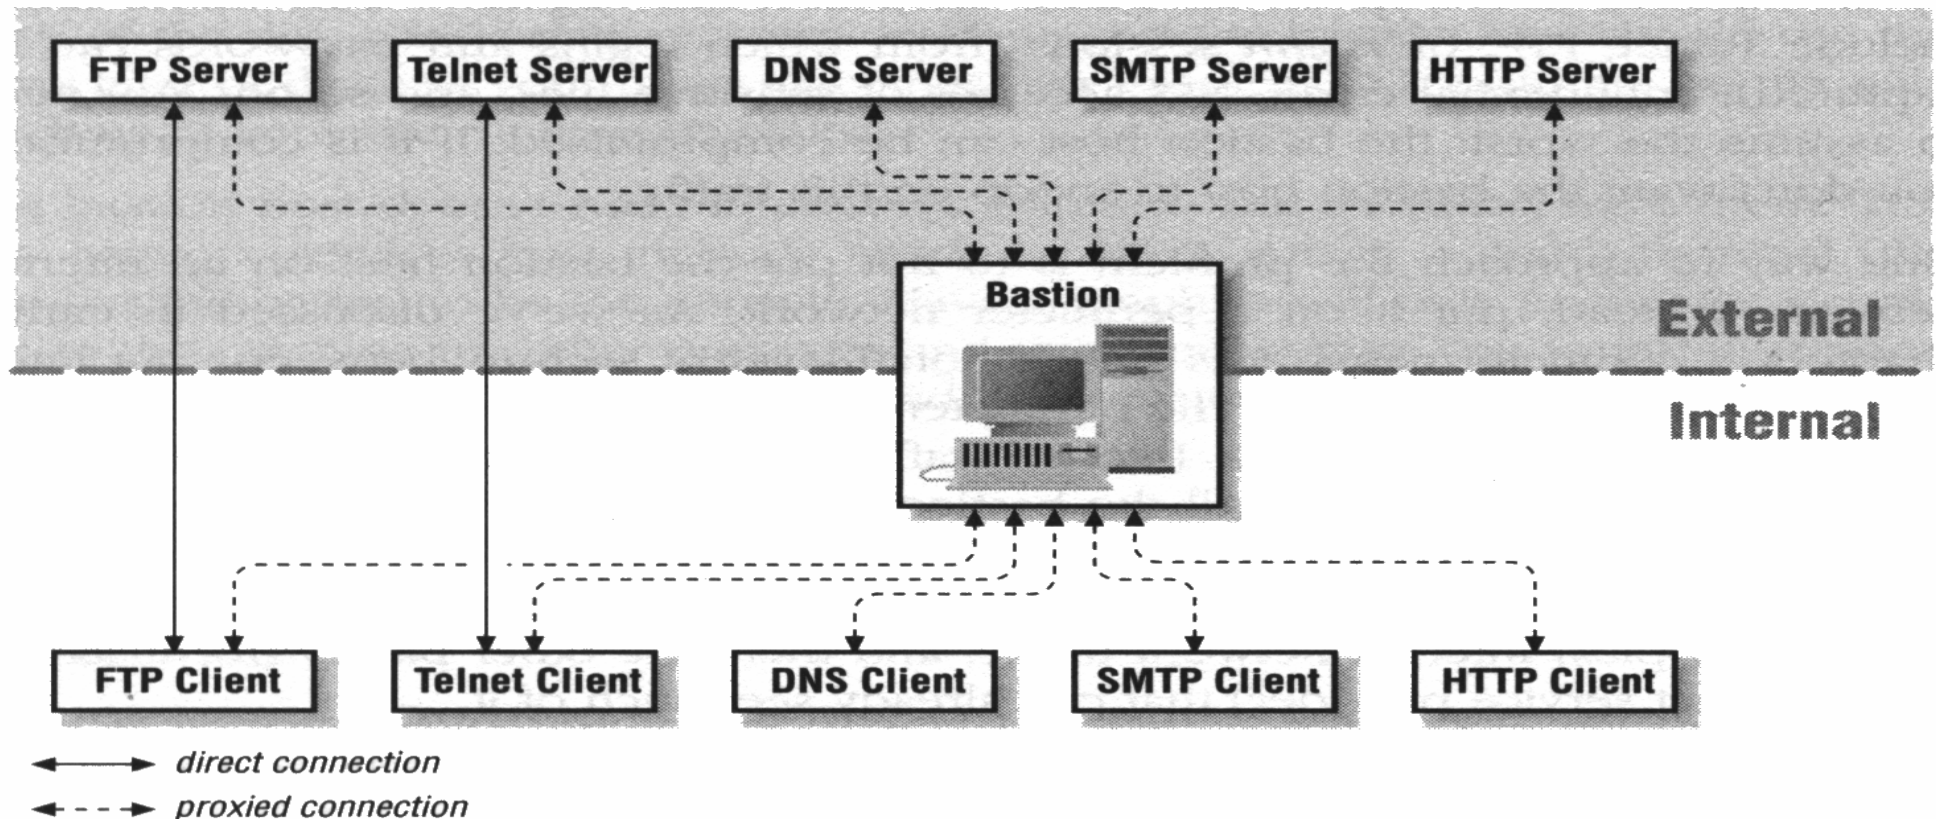 FTP Server
Telnet Server
DNS Server
SMTP Server
HTTP Server
Bastion
External
Internal
FTP Client
Telnet Client
DNS Client
SMTP Client
HTTP Client
direct connection
proxied connection